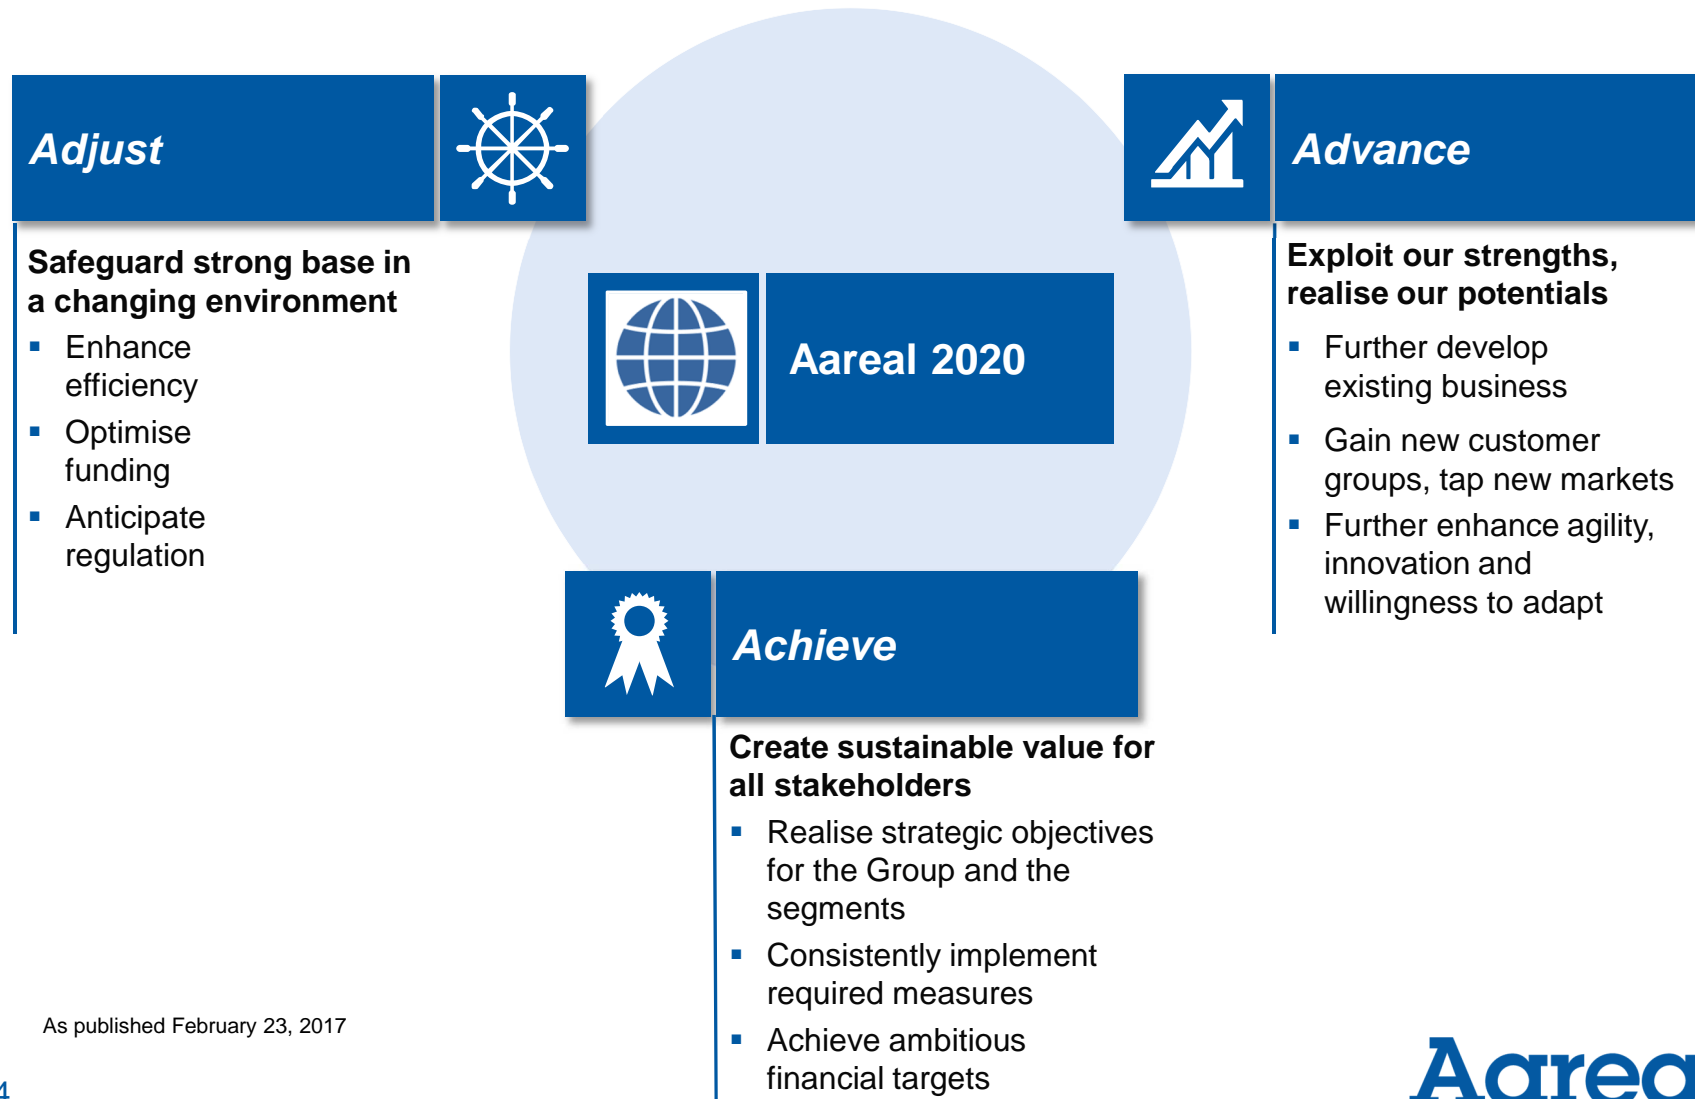 Adjust
Safeguard strong base in
a changing environment
▪ Enhance
efficiency
▪ Optimise
funding
▪ Anticipate
regulation
Aareal 2020
Advance
Exploit our strengths,
realise our potentials
▪ Further develop
existing business
▪ Gain new customer
groups, tap new markets
▪ Further enhance agility,
innovation and
willingness to adapt
Achieve
Create sustainable value for
all stakeholders
▪ Realise strategic objectives
for the Group and the
segments
▪ Consistently implement
required measures
▪ Achieve ambitious
financial targets
As published February 23, 2017
4
Aarea